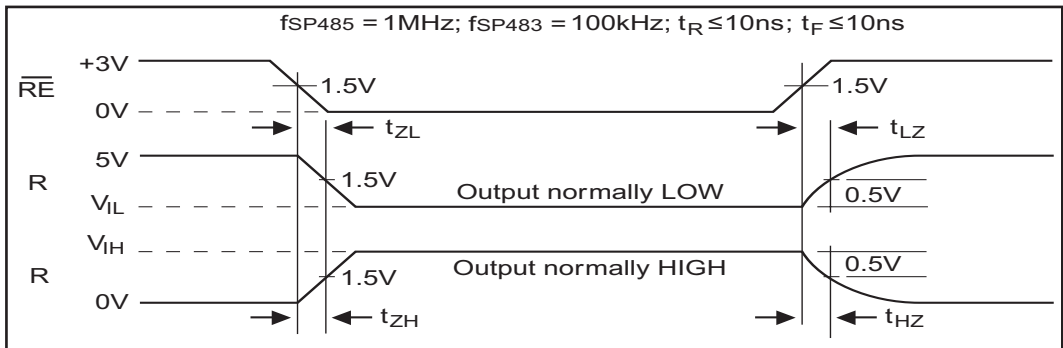 fSP485 = 1MHz; fSP483 = 100kHz; tR ≤ 10ns; tF ≤ 10ns
+3V
RE
1.5V
1.5V
0V
tZL
tLZ
5V
R
1.5V
Output normally LOW
0.5V
VIL
VIH
R
1.5V
Output normally HIGH
0.5V
0V
tZH
tHZ